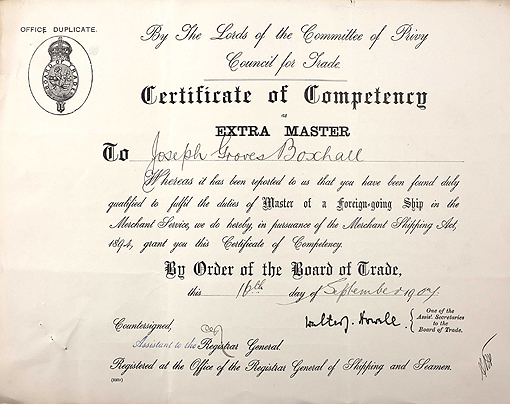 OFFICE DUPLICATE.
By The Lords of the Committee of Privy
Council for Trade.
BOARD OF TRADE
Certificate of Competency
as
EXTRA MASTER
To Joseph Groves Boxhall
Whereas it has been reported to us that you have been found duly
qualified to fulfil the duties of Master of a Foreign-going Ship in the
Merchant Service, we do hereby, in pursuance of the Merchant Shipping Act,
1894, grant you this Certificate of Competency.
By Order of the Board of Trade,
this 16th day of September 1907.
Countersigned,
Walter J. Howell.
One of the
Assist. Secretaries
to the
Board of Trade.
Assistant to the Registrar General.
Registered at the Office of the Registrar General of Shipping and Seamen.